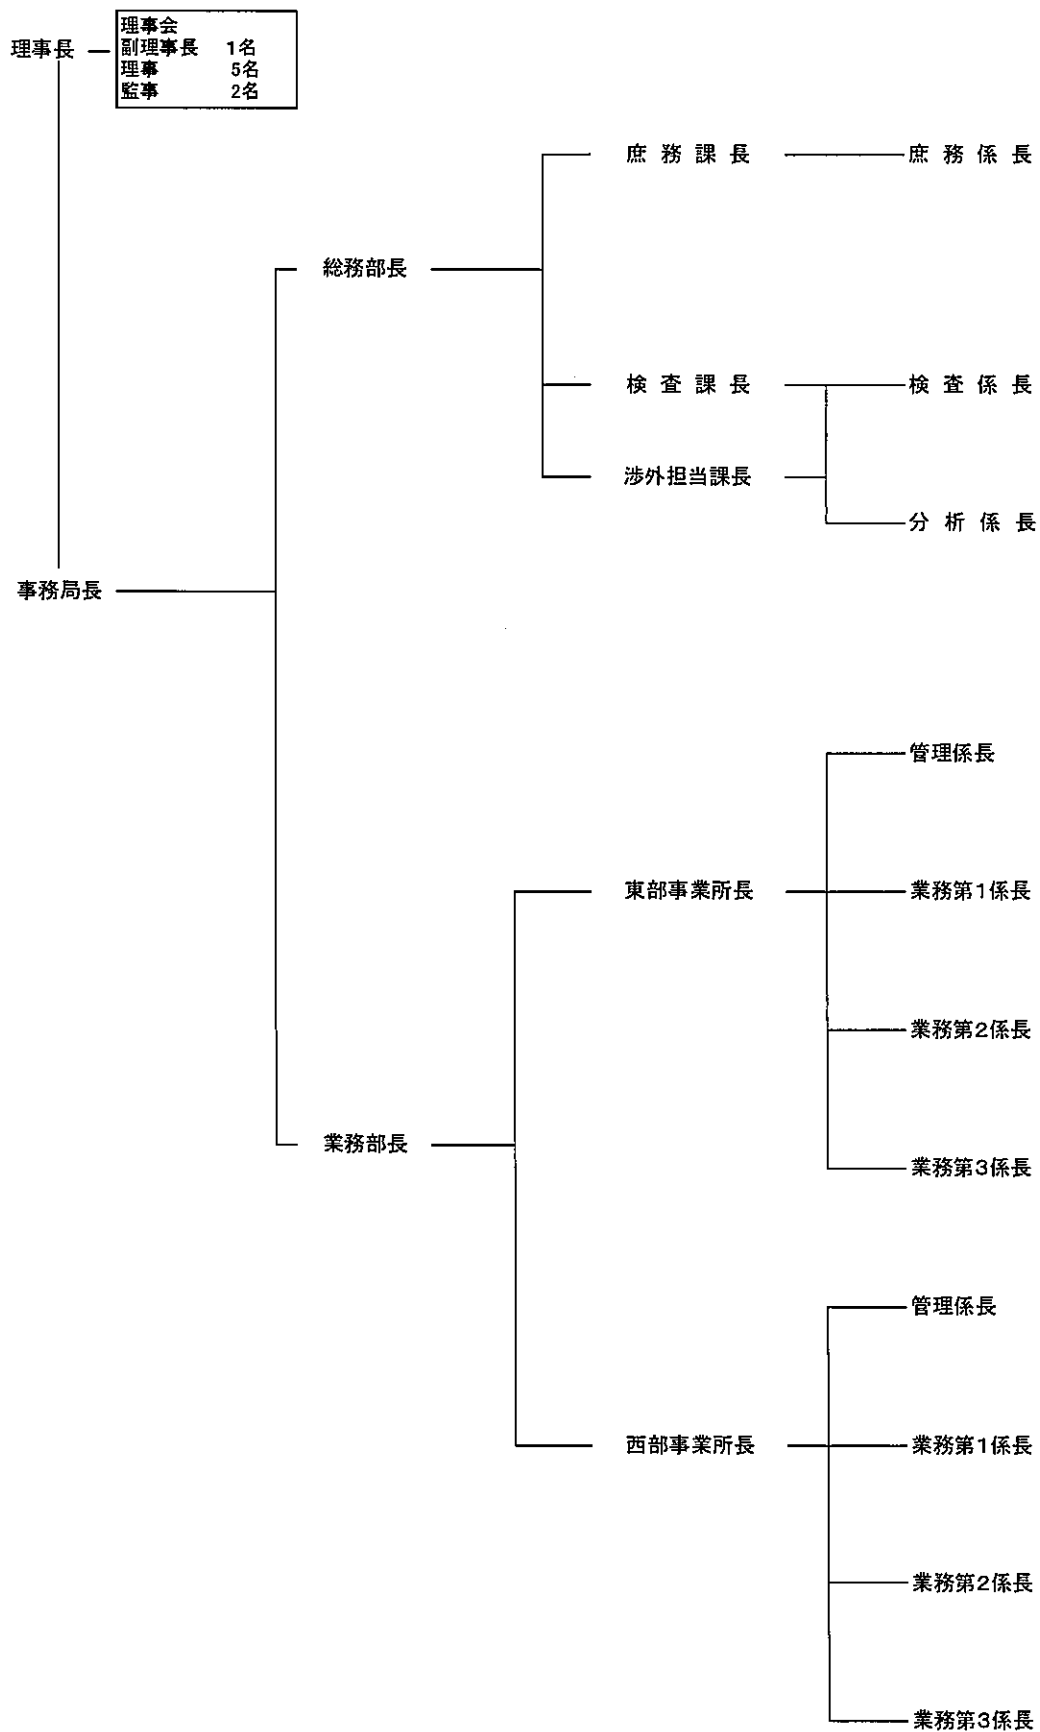 理事長
理事会
副理事長 1名
理事 5名
監事 2名
庶務課長
庶務係長
総務部長
検査課長
検査係長
渉外担当課長
分析係長
事務局長
管理係長
東部事業所長
業務第1係長
業務第2係長
業務部長
業務第3係長
管理係長
西部事業所長
業務第1係長
業務第2係長
業務第3係長